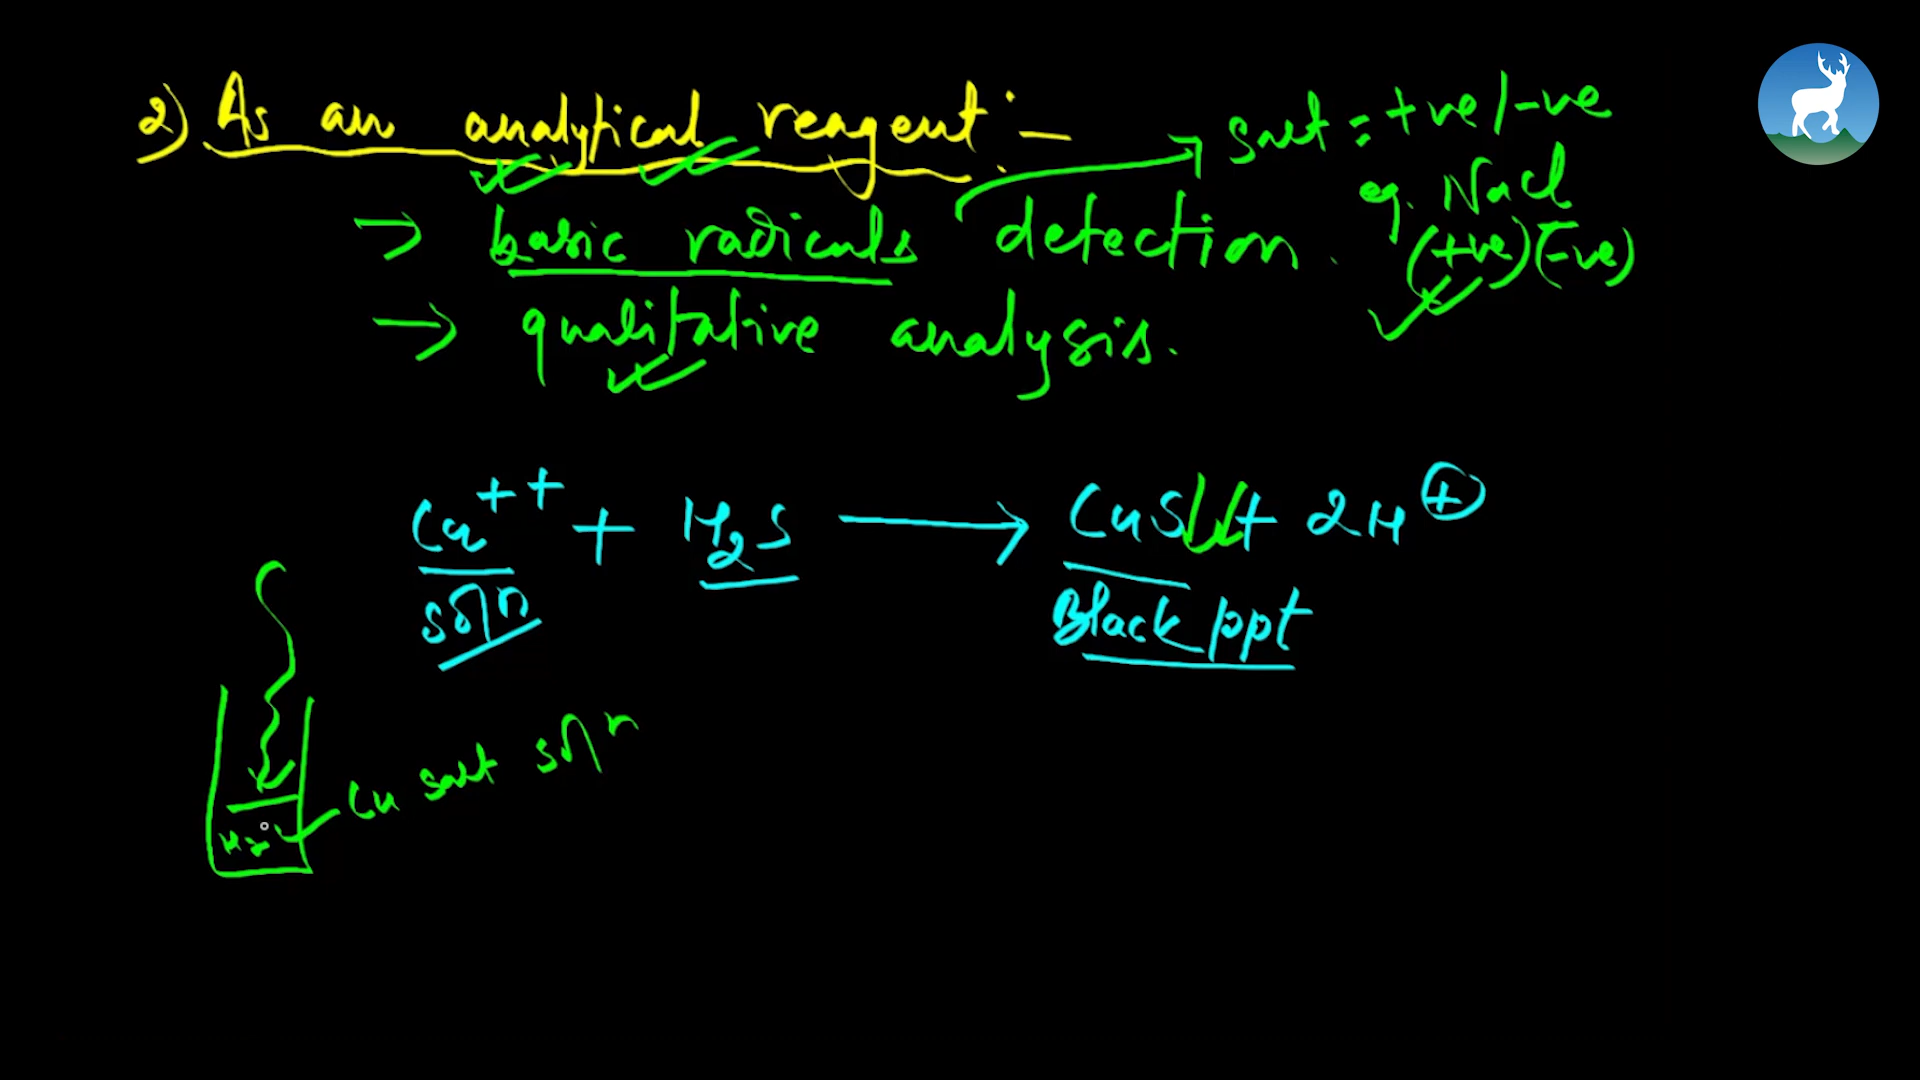 2) As an analytical reagent :-
salt = +ve/-ve
eg. NaCl
(+ve)(-ve)
→ basic radicals detection.
→ qualitative analysis.
Cu++ + H2S → CuS↓ + 2H+
solⁿ
Black ppt
Cu salt solⁿ